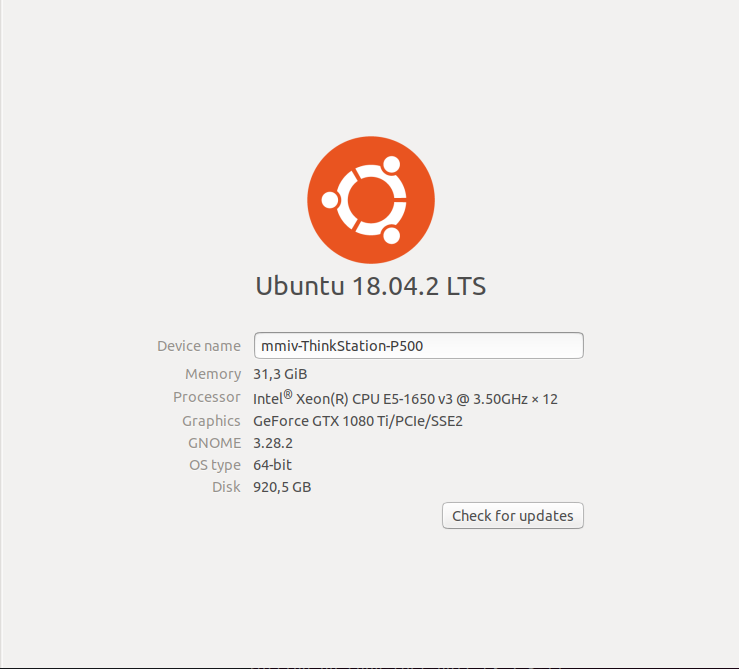 Ubuntu 18.04.2 LTS
Device name mmiv-ThinkStation-P500
Memory 31,3 GiB
Processor Intel® Xeon(R) CPU E5-1650 v3 @ 3.50GHz × 12
Graphics GeForce GTX 1080 Ti/PCIe/SSE2
GNOME 3.28.2
OS type 64-bit
Disk 920,5 GB
Check for updates